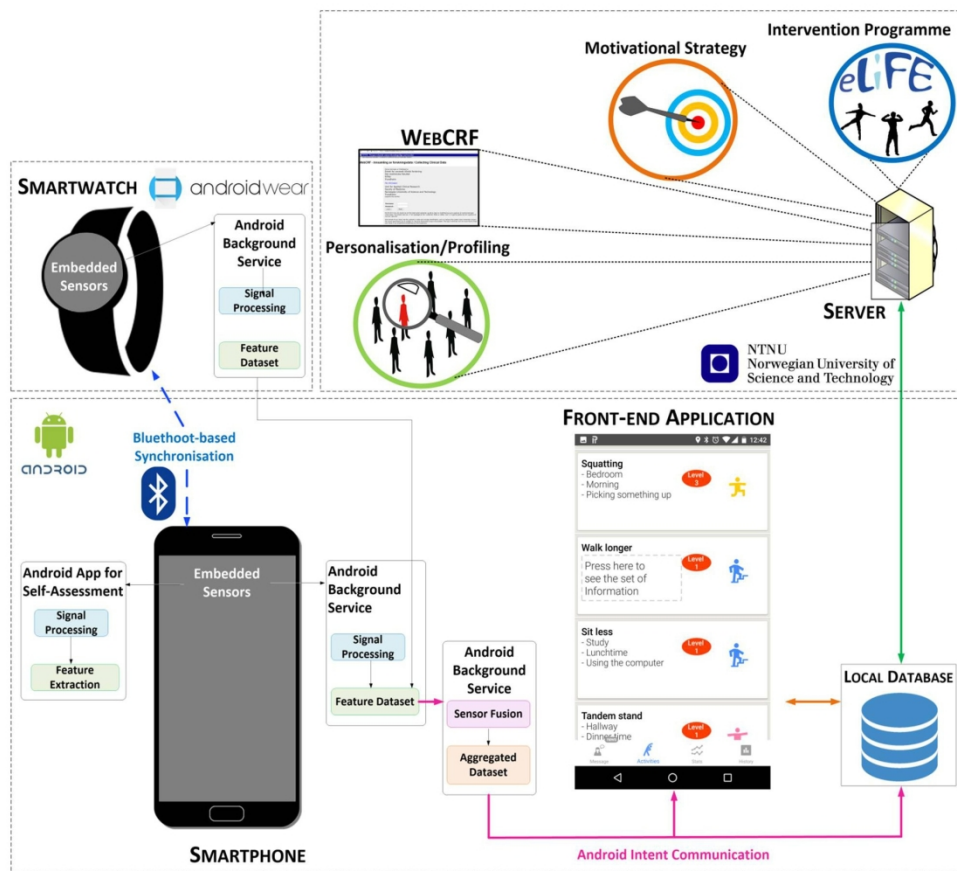 Intervention Programme
Motivational Strategy
eLiFE
WEBCRF
SMARTWATCH
androidwear
Android
Background
Service
Embedded
Sensors
Signal
Processing
Feature
Dataset
Personalisation/Profiling
SERVER
NTNU
Norwegian University of
Science and Technology
ANDROID
Bluethoot-based
Synchronisation
FRONT-END APPLICATION
12:42
Squatting
- Bedroom
- Morning
- Picking something up
Level
3
Walk longer
Press here to
see the set of
Information
Level
1
Sit less
- Study
- Lunchtime
- Using the computer
Level
1
Tandem stand
- Hallway
- Dinner time
Level
1
Activities
Android App for
Self-Assessment
Signal
Processing
Feature
Extraction
Embedded
Sensors
Android
Background
Service
Signal
Processing
Feature Dataset
Android
Background
Service
Sensor Fusion
Aggregated
Dataset
LOCAL DATABASE
SMARTPHONE
Android Intent Communication